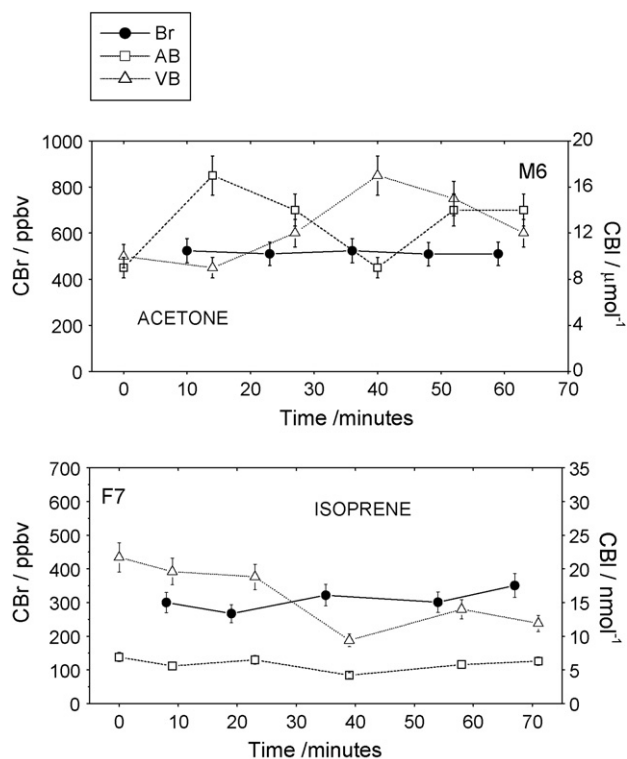 Br
AB
VB
M6
ACETONE
CBr / ppbv
1000
800
600
400
200
0
20
16
12
8
4
0
CBl / μmol⁻¹
0 10 20 30 40 50 60 70
Time /minutes
F7
ISOPRENE
CBr / ppbv
700
600
500
400
300
200
100
0
35
30
25
20
15
10
5
0
CBl / nmol⁻¹
0 10 20 30 40 50 60 70
Time /minutes